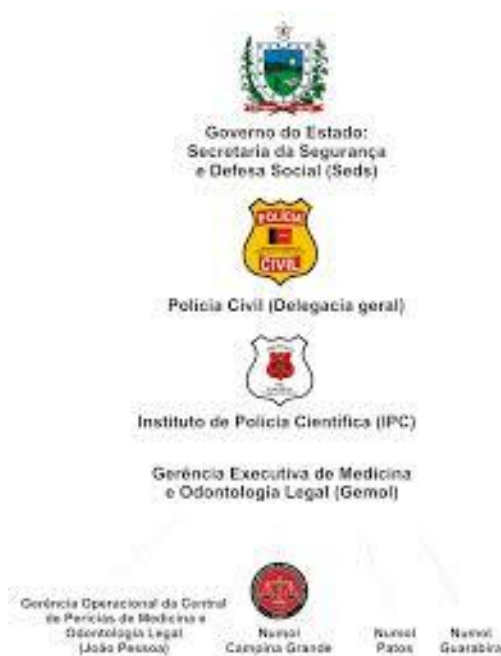 Governo do Estado:
Secretaria da Segurança
e Defesa Social (Seds)
POLÍCIA
CIVIL
Polícia Civil (Delegacia geral)
Instituto de Polícia Científica (IPC)
Gerência Executiva de Medicina
e Odontologia Legal (Gemol)
Gerência Operacional da Central
de Perícias de Medicina e
Odontologia Legal
(João Pessoa)
Numol
Campina Grande
Numol
Patos
Numol
Guarabira